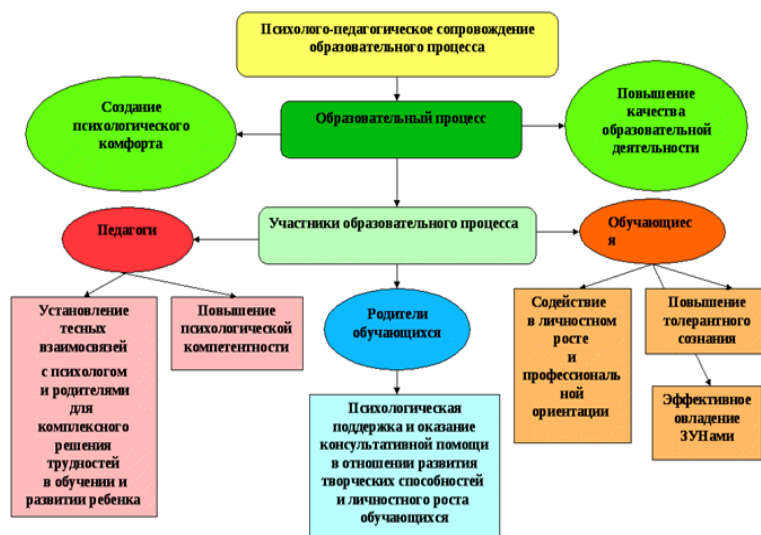 Психолого-педагогическое сопровождение
образовательного процесса
Создание
психологического
комфорта
Образовательный процесс
Повышение
качества
образовательной
деятельности
Педагоги
Участники образовательного процесса
Обучающиес
я
Установление
тесных
взаимосвязей
с психологом
и родителями
для
комплексного
решения
трудностей
в обучении и
развитии ребенка
Повышение
психологической
компетентности
Родители
обучающихся
Психологическая
поддержка и оказание
консультативной помощи
в отношении развития
творческих способностей
и личностного роста
обучающихся
Содействие
в личностном
росте
и
профессиональ
ной
ориентации
Повышение
толерантного
сознания
Эффективное
овладение
ЗУНами